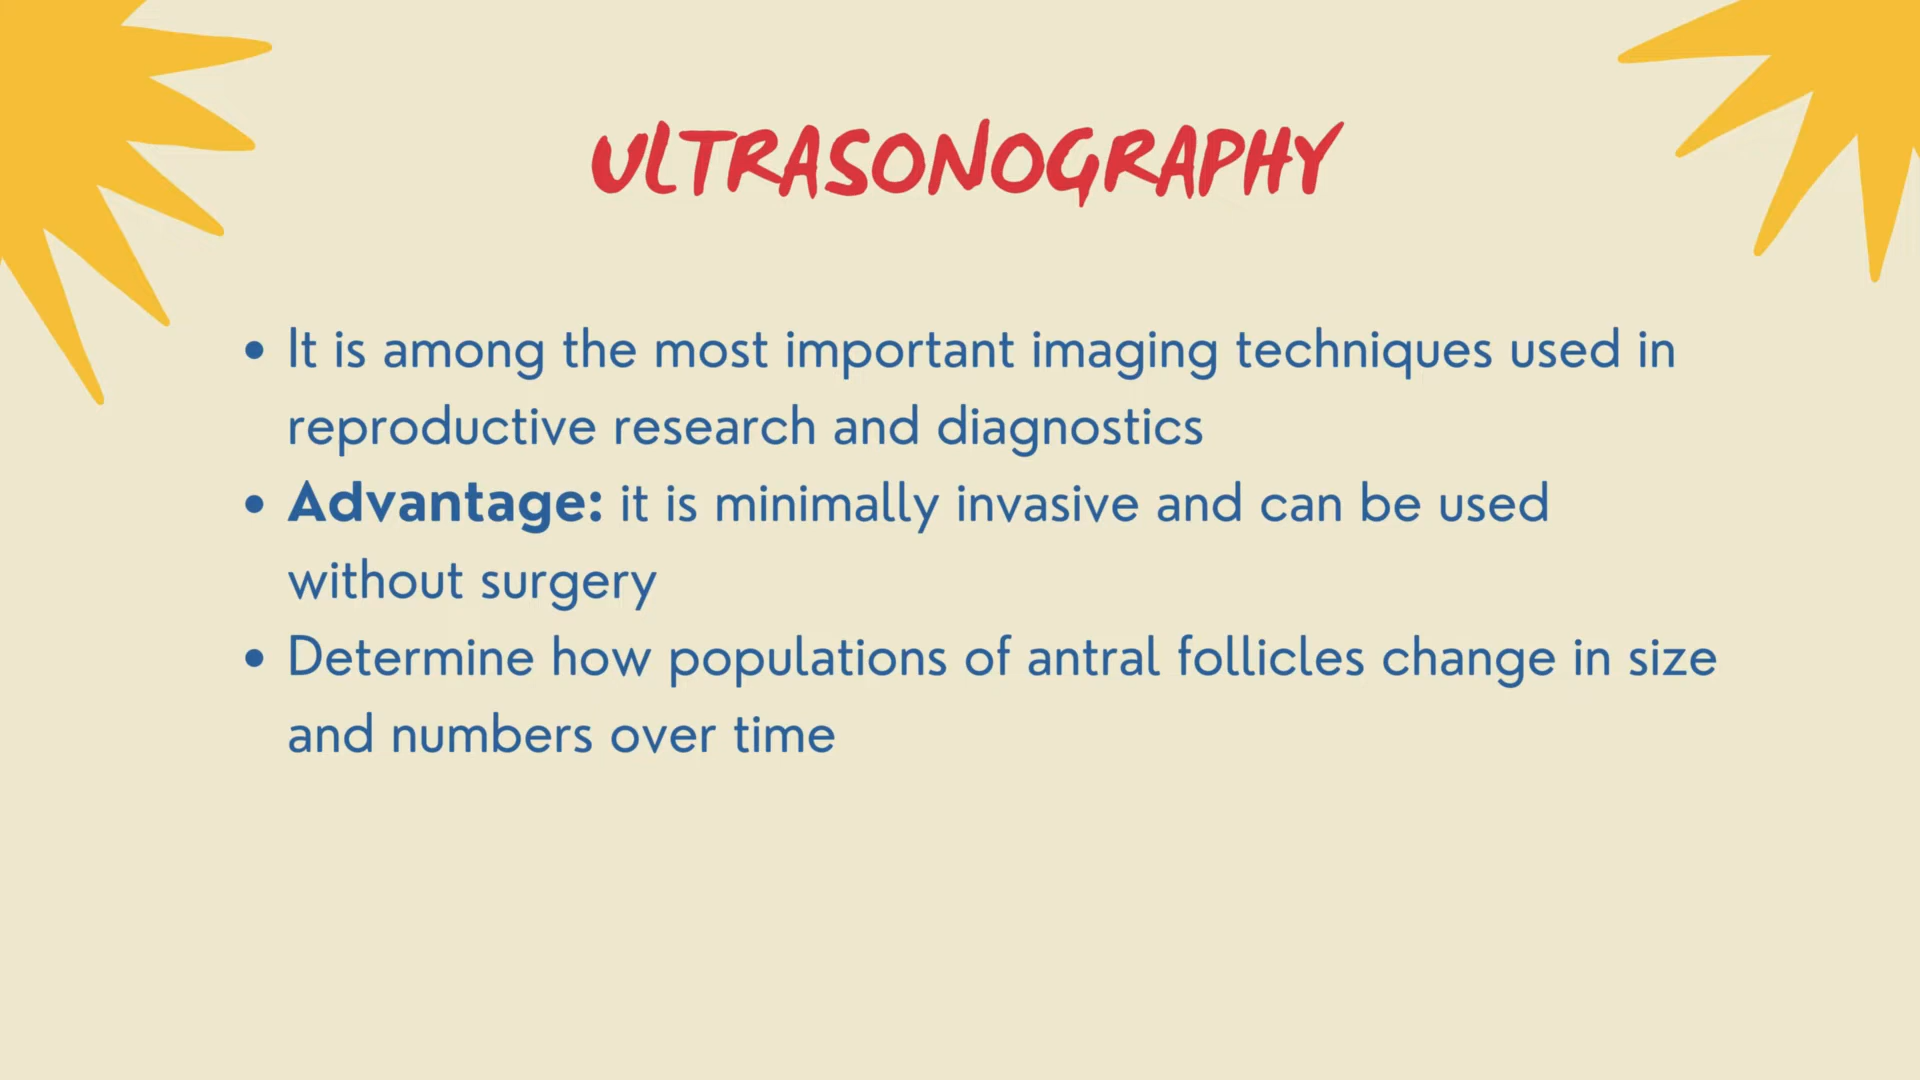 ULTRASONOGRAPHY
• It is among the most important imaging techniques used in
reproductive research and diagnostics
• Advantage: it is minimally invasive and can be used
without surgery
• Determine how populations of antral follicles change in size
and numbers over time